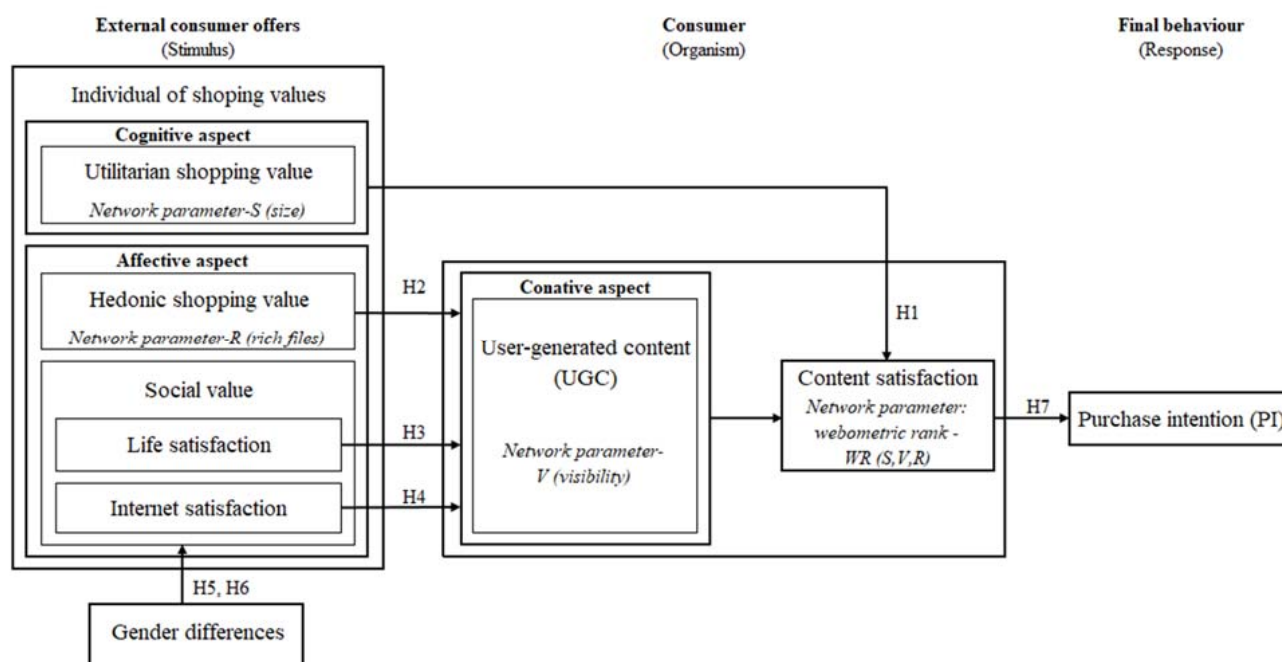 External consumer offers
(Stimulus)
Consumer
(Organism)
Final behaviour
(Response)
Individual of shoping values
Cognitive aspect
Utilitarian shopping value
Network parameter-S (size)
Affective aspect
Hedonic shopping value
Network parameter-R (rich files)
Social value
Life satisfaction
Internet satisfaction
H5, H6
Gender differences
H2
H3
H4
Conative aspect
User-generated content
(UGC)
Network parameter-
V (visibility)
H1
Content satisfaction
Network parameter:
webometric rank -
WR (S,V,R)
H7
Purchase intention (PI)